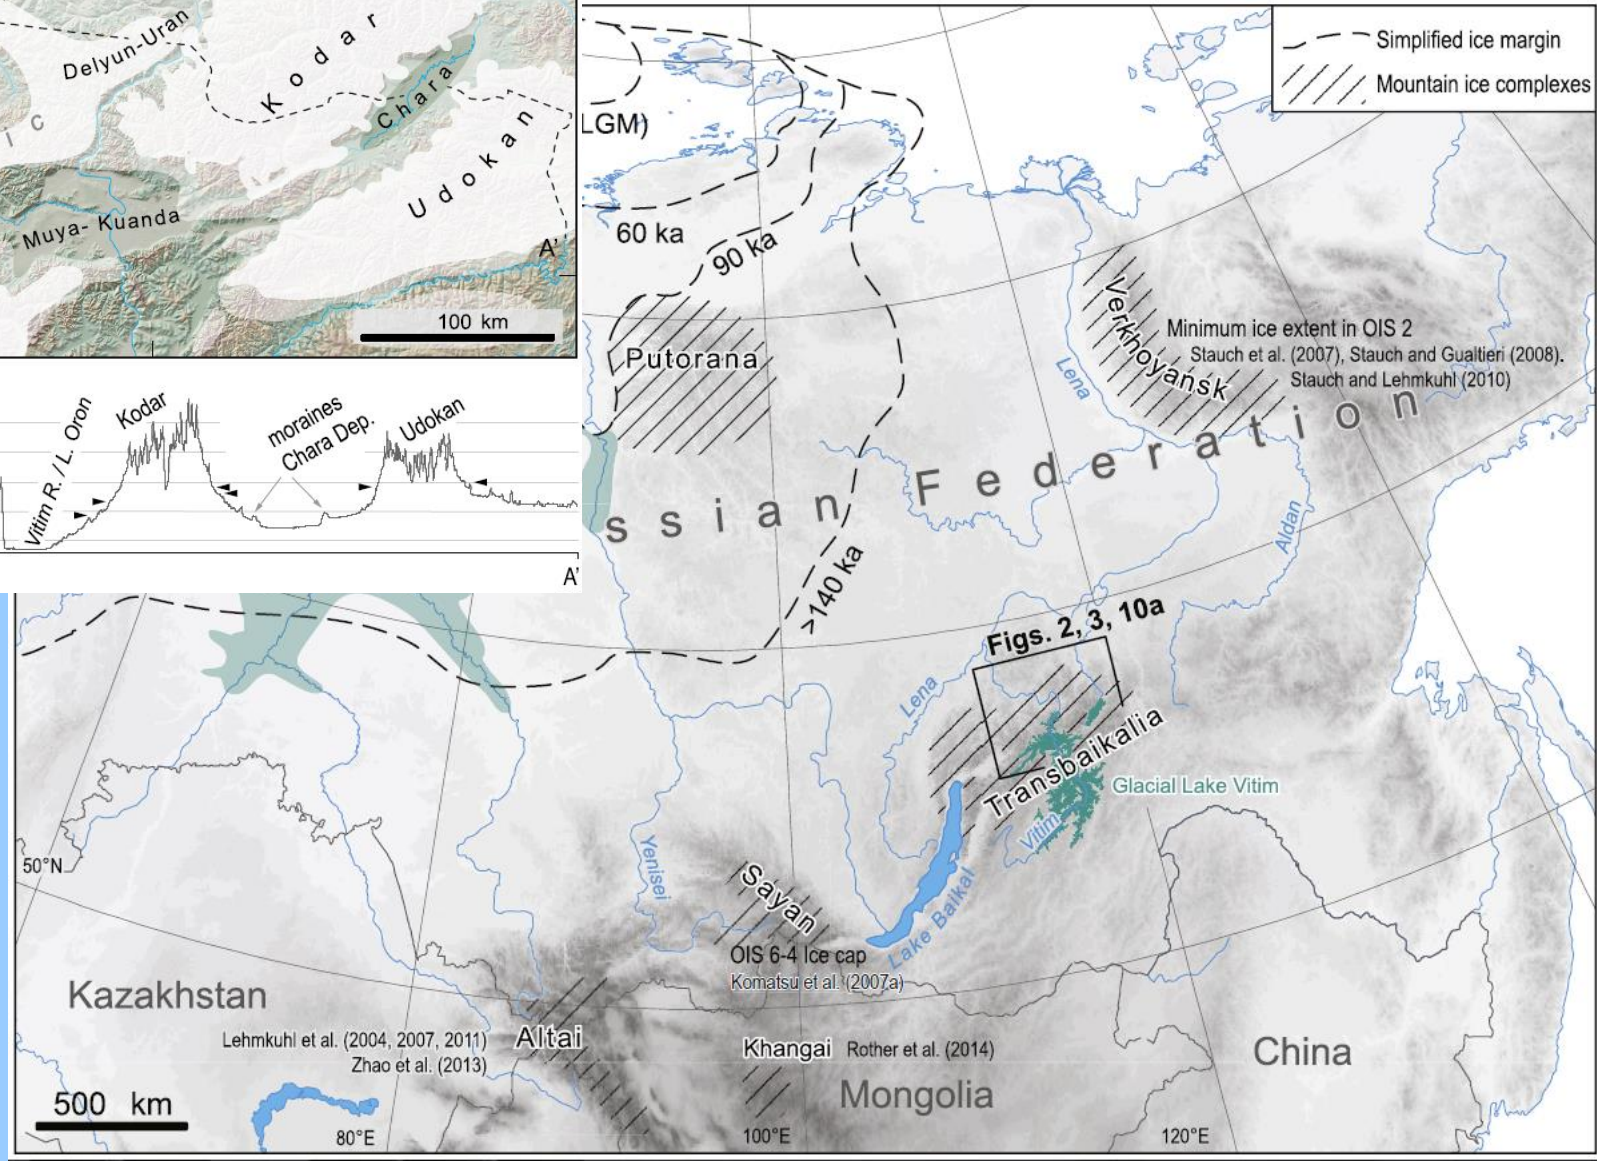 Delyun-Uran
Kodar
Chara
I C
Udokan
Muya- Kuanda
A'
100 km
Vitim R. / L. Oron
Kodar
moraines
Chara Dep.
Udokan
A'
Simplified ice margin
Mountain ice complexes
LGM)
60 ka
90 ka
Putorana
Verkhoyansk
Minimum ice extent in OIS 2
Stauch et al. (2007), Stauch and Gualtieri (2008).
Stauch and Lehmkuhl (2010)
Lena
ssian Federation
Aldan
>140 ka
Figs. 2, 3, 10a
Lena
Transbaikalia
Glacial Lake Vitim
Vitim
50°N
Yenisei
Sayan
Lake Baikal
OIS 6-4 Ice cap
Komatsu et al. (2007a)
Kazakhstan
Lehmkuhl et al. (2004, 2007, 2011)
Zhao et al. (2013)
Altai
Khangai
Rother et al. (2014)
Mongolia
China
500 km
80°E
100°E
120°E